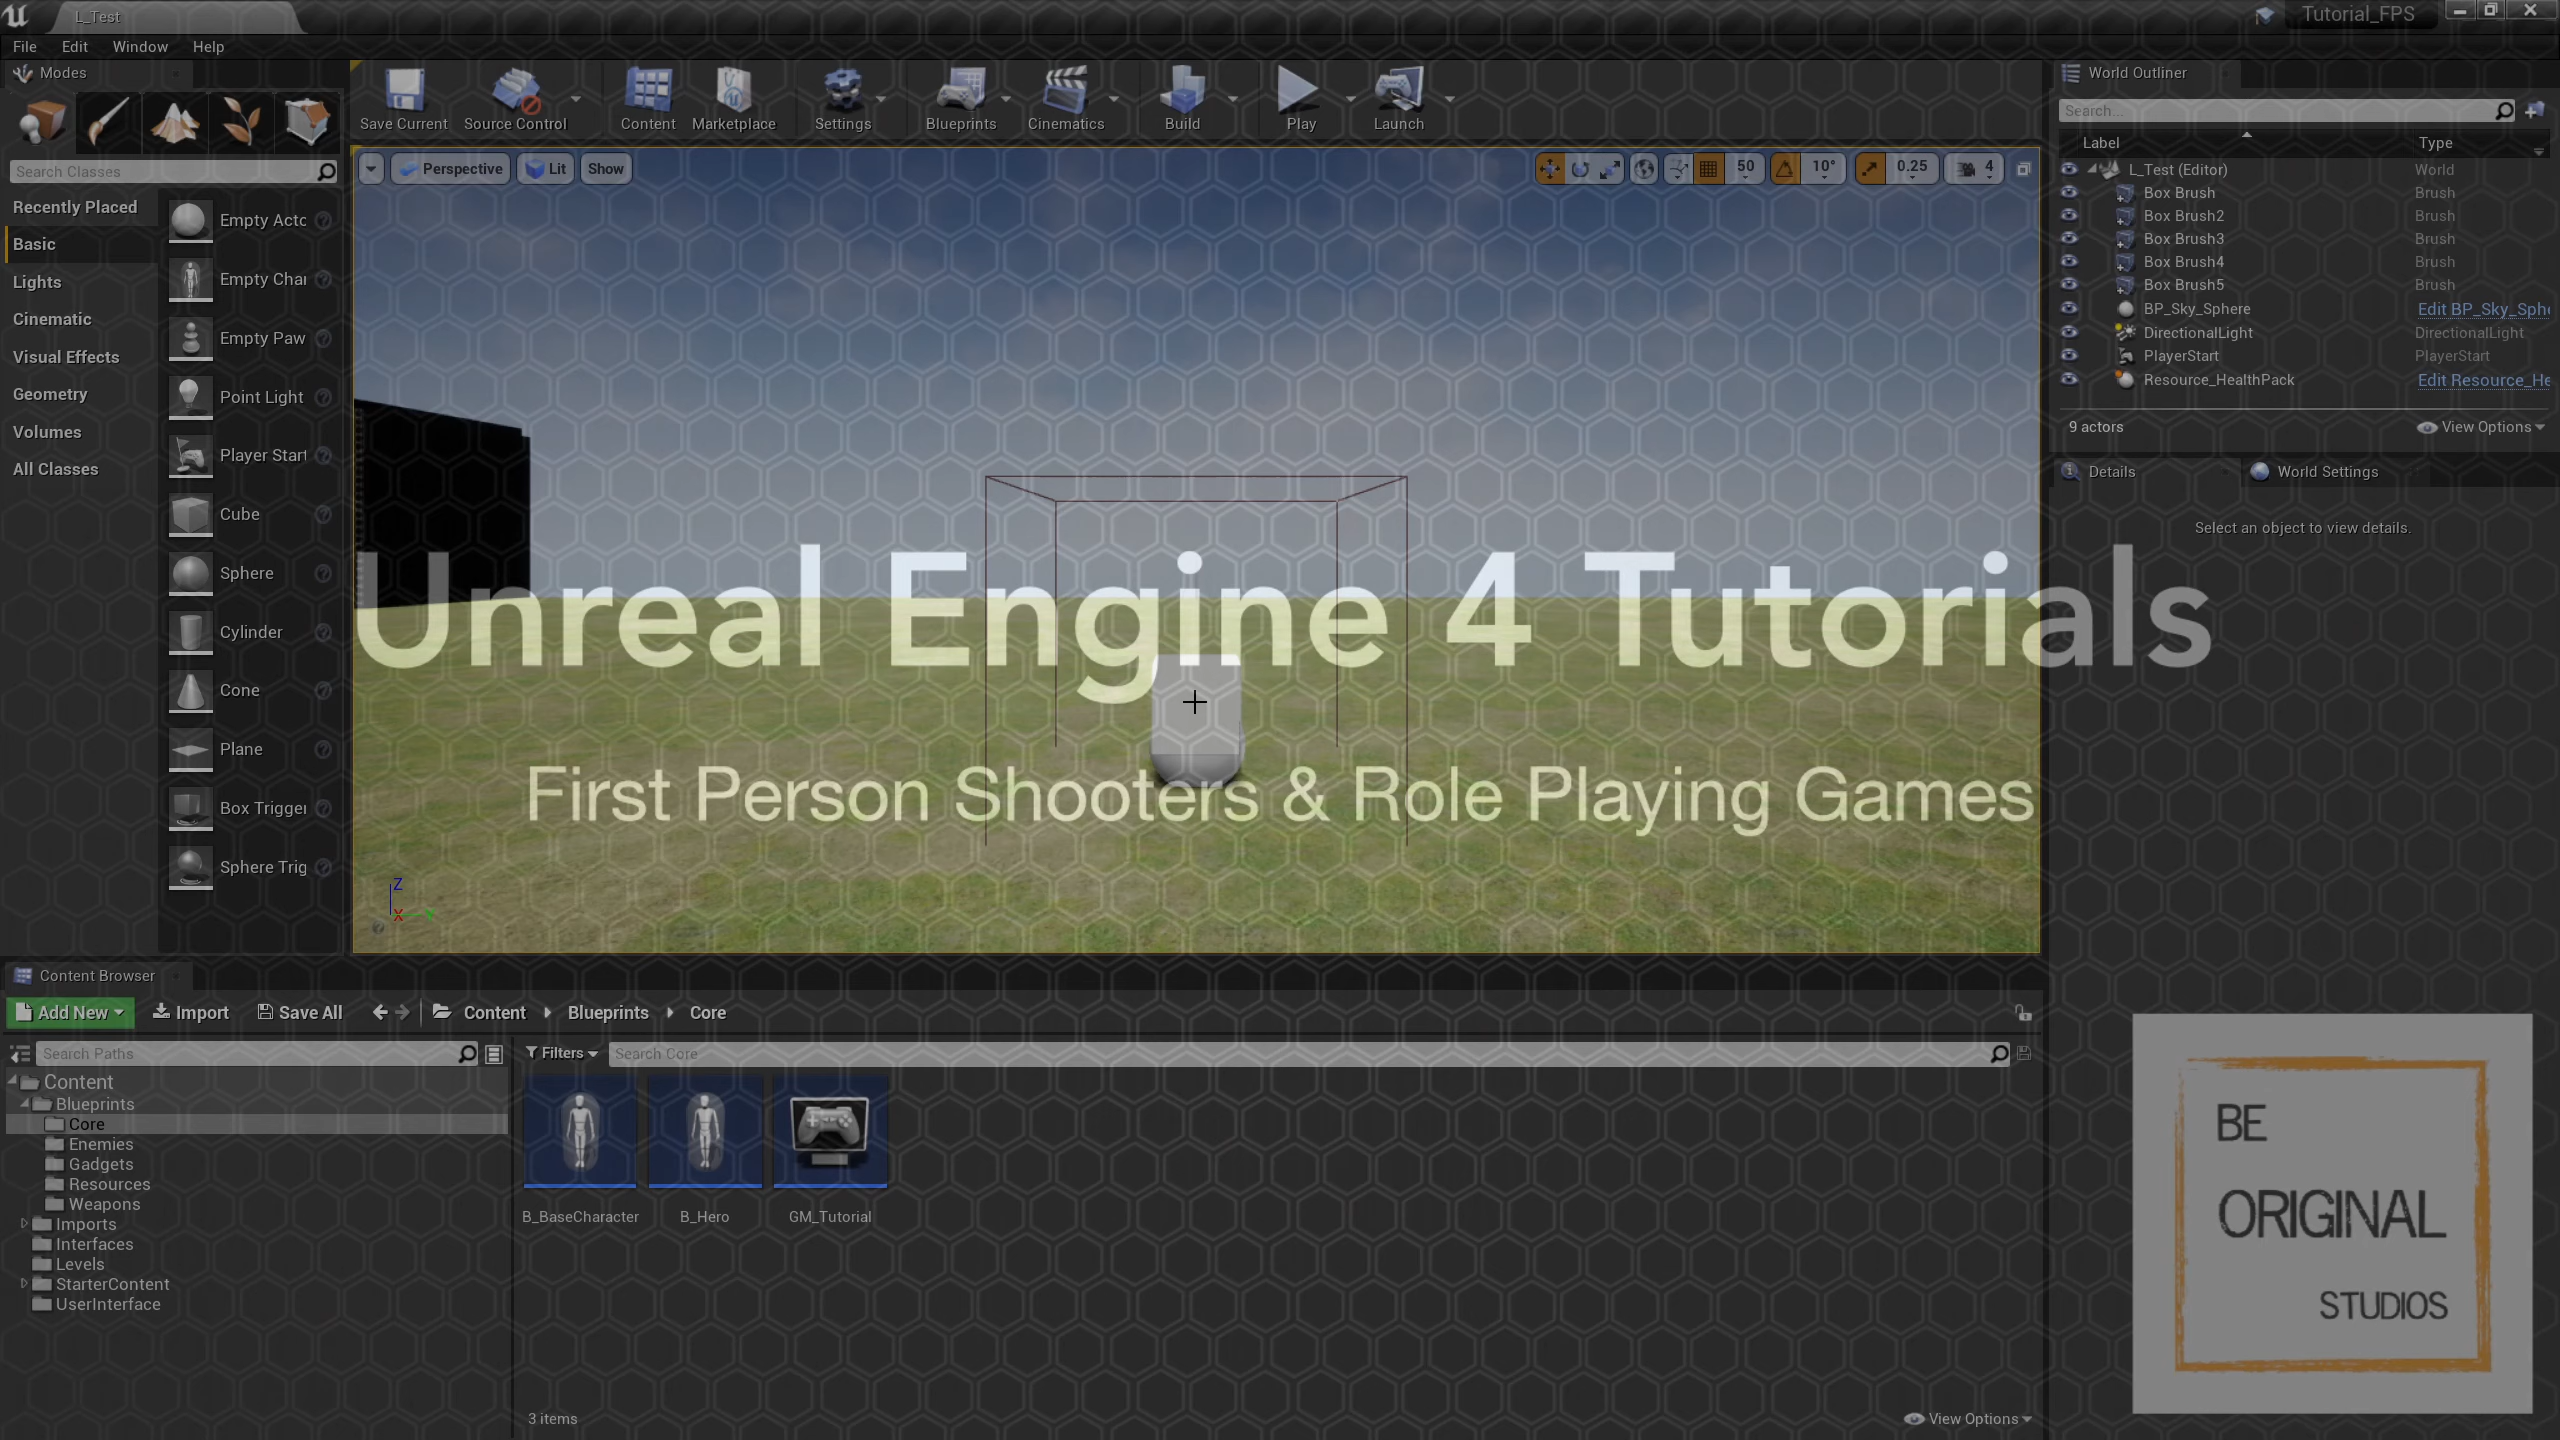 L_Test
Tutorial_FPS
File Edit Window Help
Modes
Search Classes
Recently Placed
Basic
Lights
Cinematic
Visual Effects
Geometry
Volumes
All Classes
Empty Acto
Empty Char
Empty Paw
Point Light
Player Start
Cube
Sphere
Cylinder
Cone
Plane
Box Trigger
Sphere Trig
Save Current Source Control Content Marketplace Settings Blueprints Cinematics Build Play Launch
Perspective Lit Show
50 10° 0.25 4
Unreal Engine 4 Tutorials
First Person Shooters & Role Playing Games
Z
X Y
World Outliner
Search...
Label Type
L_Test (Editor) World
Box Brush Brush
Box Brush2 Brush
Box Brush3 Brush
Box Brush4 Brush
Box Brush5 Brush
BP_Sky_Sphere Edit BP_Sky_Sph
DirectionalLight DirectionalLight
PlayerStart PlayerStart
Resource_HealthPack Edit Resource_He
9 actors View Options
Details World Settings
Select an object to view details.
Content Browser
Add New Import Save All Content Blueprints Core
Search Paths
Filters Search Core
Content
Blueprints
Core
Enemies
Gadgets
Resources
Weapons
Imports
Interfaces
Levels
StarterContent
UserInterface
B_BaseCharacter B_Hero GM_Tutorial
3 items View Options
BE
ORIGINAL
STUDIOS